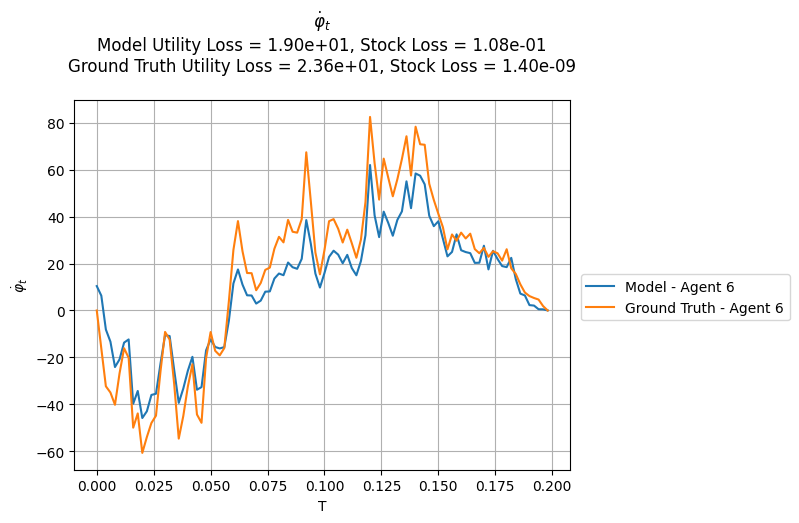 φ̇ₜ
Model Utility Loss = 1.90e+01, Stock Loss = 1.08e-01
Ground Truth Utility Loss = 2.36e+01, Stock Loss = 1.40e-09
80
60
40
20
0
−20
−40
−60
φ̇ₜ
0.000 0.025 0.050 0.075 0.100 0.125 0.150 0.175 0.200
T
Model - Agent 6
Ground Truth - Agent 6